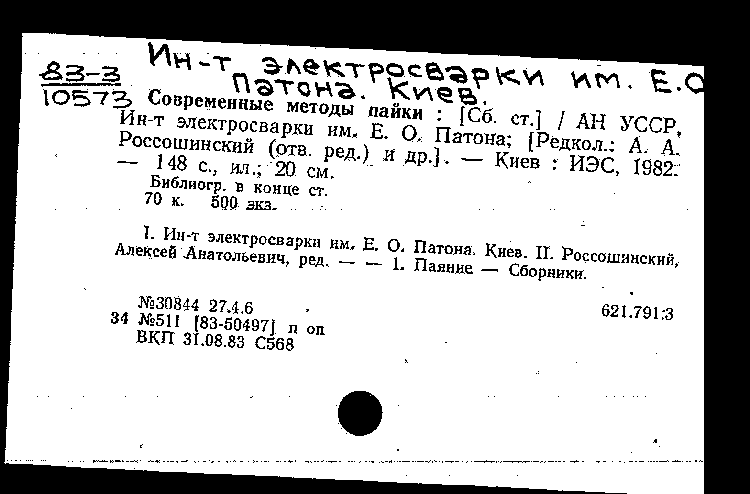 Ин-т электросварки им. Е.О
83-3
Патона. Киев.
10573
Современные методы пайки : [Сб. ст.] / АН УССР,
Ин-т электросварки им. Е. О. Патона; [Редкол.: А. А.
Россошинский (отв. ред.) и др.]. — Киев : ИЭС, 1982.
— 148 с., ил.; 20 см.
Библиогр. в конце ст.
70 к. 500 экз.
I. Ин-т электросварки им. Е. О. Патона. Киев. II. Россошинский,
Алексей Анатольевич, ред. — — 1. Паяние — Сборники.
№30844 27.4.6
621.791:3
34 №511 [83-50497] п оп
ВКП 31.08.83 С568